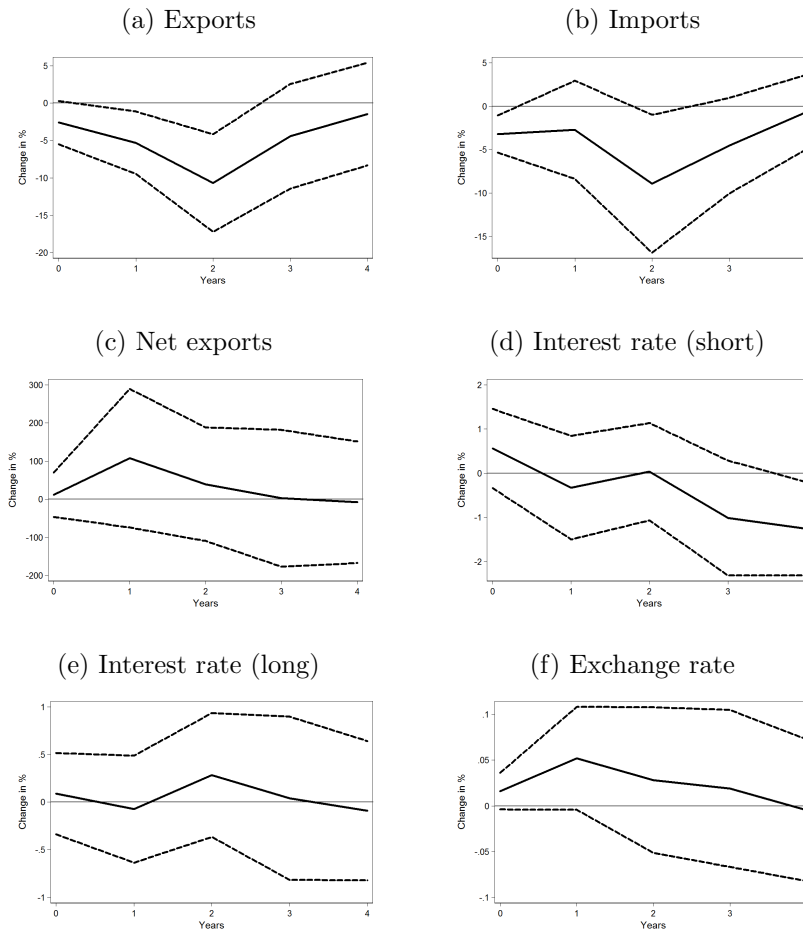 (a) Exports
5
0
-5
-10
-15
-20
Change in %
0 1 2 3 4
Years
(b) Imports
5
0
-5
-10
-15
Change in %
0 1 2 3
Years
(c) Net exports
300
200
100
0
-100
-200
Change in %
0 1 2 3 4
Years
(d) Interest rate (short)
2
1
0
-1
-2
Change in %
0 1 2 3
Years
(e) Interest rate (long)
1
.5
0
-.5
-1
Change in %
0 1 2 3 4
Years
(f) Exchange rate
.1
.05
0
-.05
-.1
Change in %
0 1 2 3
Years